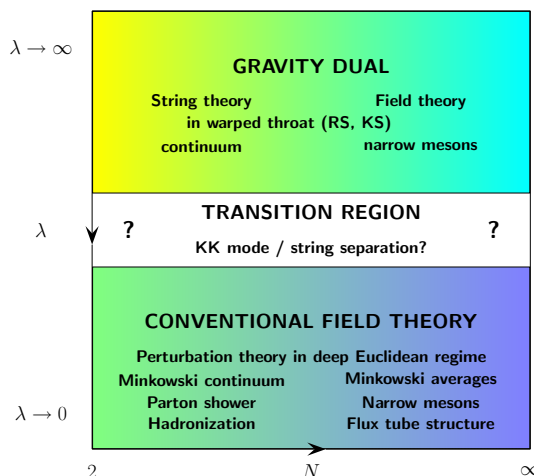 λ → ∞
GRAVITY DUAL
String theory Field theory
in warped throat (RS, KS)
continuum narrow mesons
TRANSITION REGION
λ ? ?
KK mode / string separation?
CONVENTIONAL FIELD THEORY
Perturbation theory in deep Euclidean regime
Minkowski continuum Minkowski averages
Parton shower Narrow mesons
λ → 0
Hadronization Flux tube structure
2 N ∞